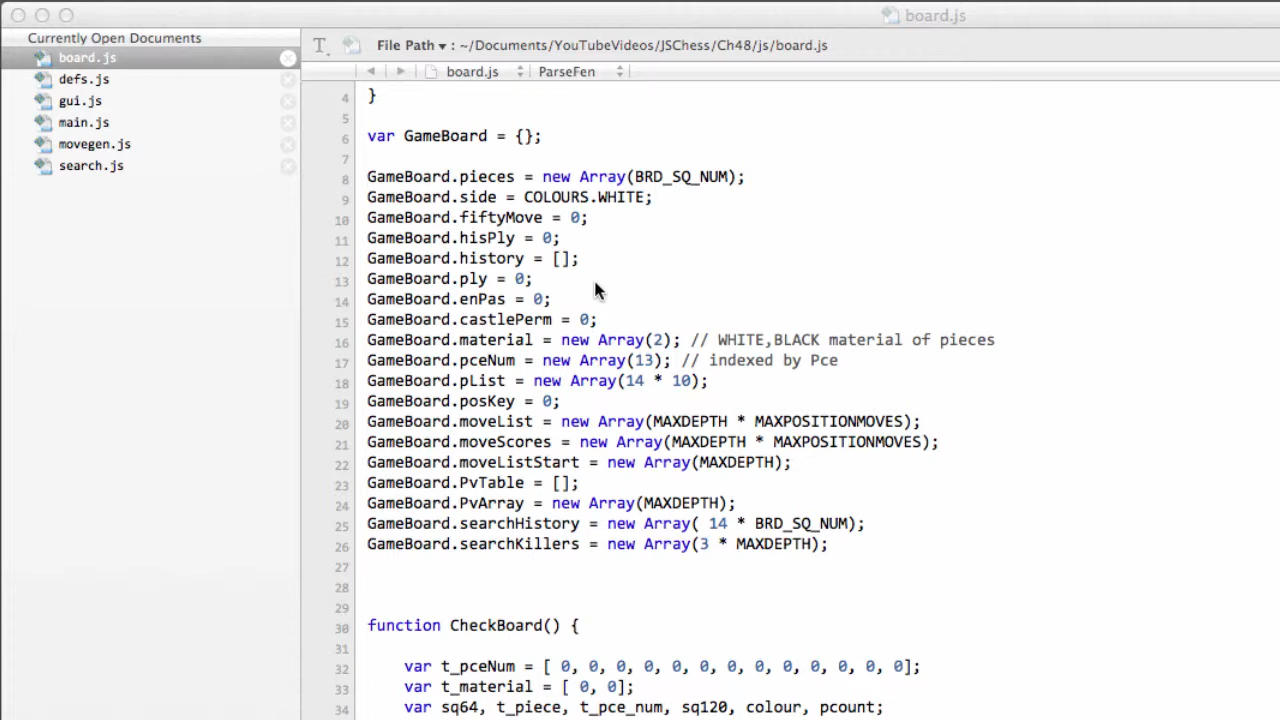 board.js
Currently Open Documents
board.js
defs.js
gui.js
main.js
movegen.js
search.js
T. File Path ▾ : ~/Documents/YouTubeVideos/JSChess/Ch48/js/board.js
board.js ParseFen
4 }
5
6 var GameBoard = {};
7
8 GameBoard.pieces = new Array(BRD_SQ_NUM);
9 GameBoard.side = COLOURS.WHITE;
10 GameBoard.fiftyMove = 0;
11 GameBoard.hisPly = 0;
12 GameBoard.history = [];
13 GameBoard.ply = 0;
14 GameBoard.enPas = 0;
15 GameBoard.castlePerm = 0;
16 GameBoard.material = new Array(2); // WHITE,BLACK material of pieces
17 GameBoard.pceNum = new Array(13); // indexed by Pce
18 GameBoard.pList = new Array(14 * 10);
19 GameBoard.posKey = 0;
20 GameBoard.moveList = new Array(MAXDEPTH * MAXPOSITIONMOVES);
21 GameBoard.moveScores = new Array(MAXDEPTH * MAXPOSITIONMOVES);
22 GameBoard.moveListStart = new Array(MAXDEPTH);
23 GameBoard.PvTable = [];
24 GameBoard.PvArray = new Array(MAXDEPTH);
25 GameBoard.searchHistory = new Array( 14 * BRD_SQ_NUM);
26 GameBoard.searchKillers = new Array(3 * MAXDEPTH);
27
28
29
30 function CheckBoard() {
31
32 var t_pceNum = [ 0, 0, 0, 0, 0, 0, 0, 0, 0, 0, 0, 0, 0];
33 var t_material = [ 0, 0];
34 var sq64, t_piece, t_pce_num, sq120, colour, pcount;